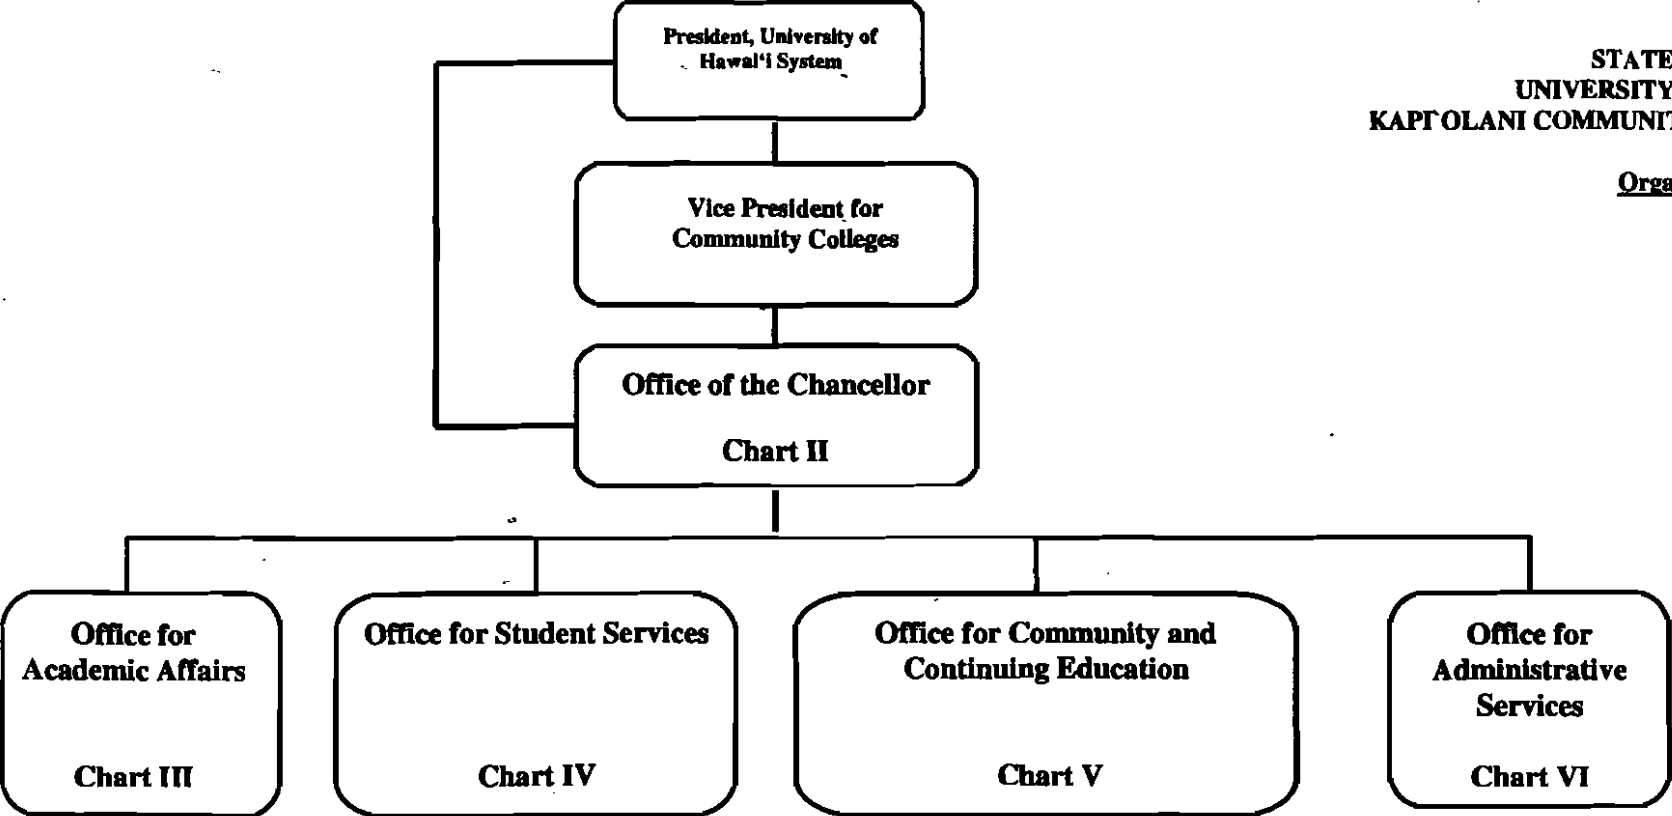 President, University of
Hawai‘i System
STATE
UNIVERSITY
KAPI‘OLANI COMMUNIT
Orga
Vice President for
Community Colleges
Office of the Chancellor
Chart II
Office for
Academic Affairs
Chart III
Office for Student Services
Chart IV
Office for Community and
Continuing Education
Chart V
Office for
Administrative
Services
Chart VI